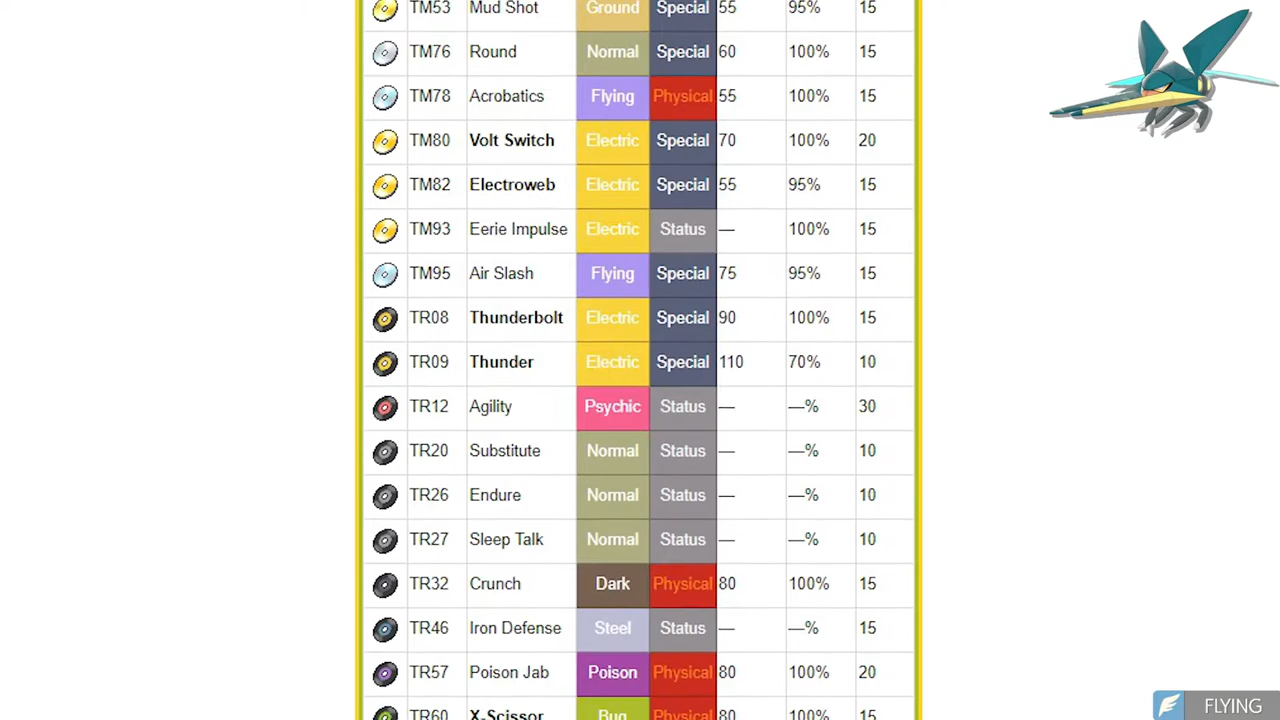 TM53 Mud Shot Ground Special 55 95% 15
TM76 Round Normal Special 60 100% 15
TM78 Acrobatics Flying Physical 55 100% 15
TM80 Volt Switch Electric Special 70 100% 20
TM82 Electroweb Electric Special 55 95% 15
TM93 Eerie Impulse Electric Status — 100% 15
TM95 Air Slash Flying Special 75 95% 15
TR08 Thunderbolt Electric Special 90 100% 15
TR09 Thunder Electric Special 110 70% 10
TR12 Agility Psychic Status — —% 30
TR20 Substitute Normal Status — —% 10
TR26 Endure Normal Status — —% 10
TR27 Sleep Talk Normal Status — —% 10
TR32 Crunch Dark Physical 80 100% 15
TR46 Iron Defense Steel Status — —% 15
TR57 Poison Jab Poison Physical 80 100% 20
TR60 X-Scissor Bug Physical 80 100% 15
FLYING